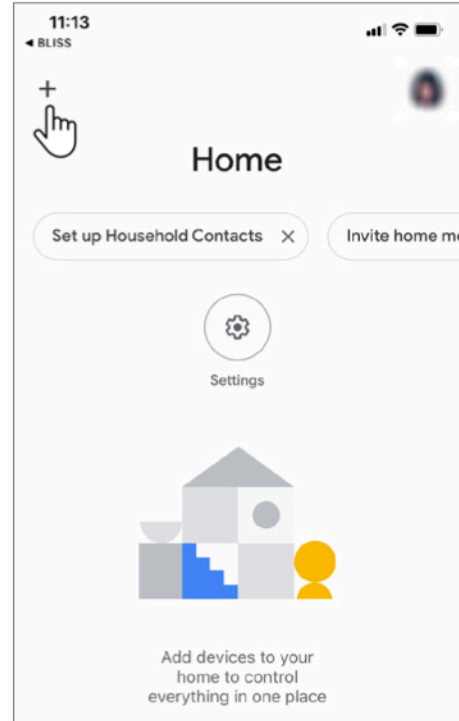 11:13
◀ BLISS
+
Home
Set up Household Contacts ×
Invite home me
Settings
Add devices to your
home to control
everything in one place